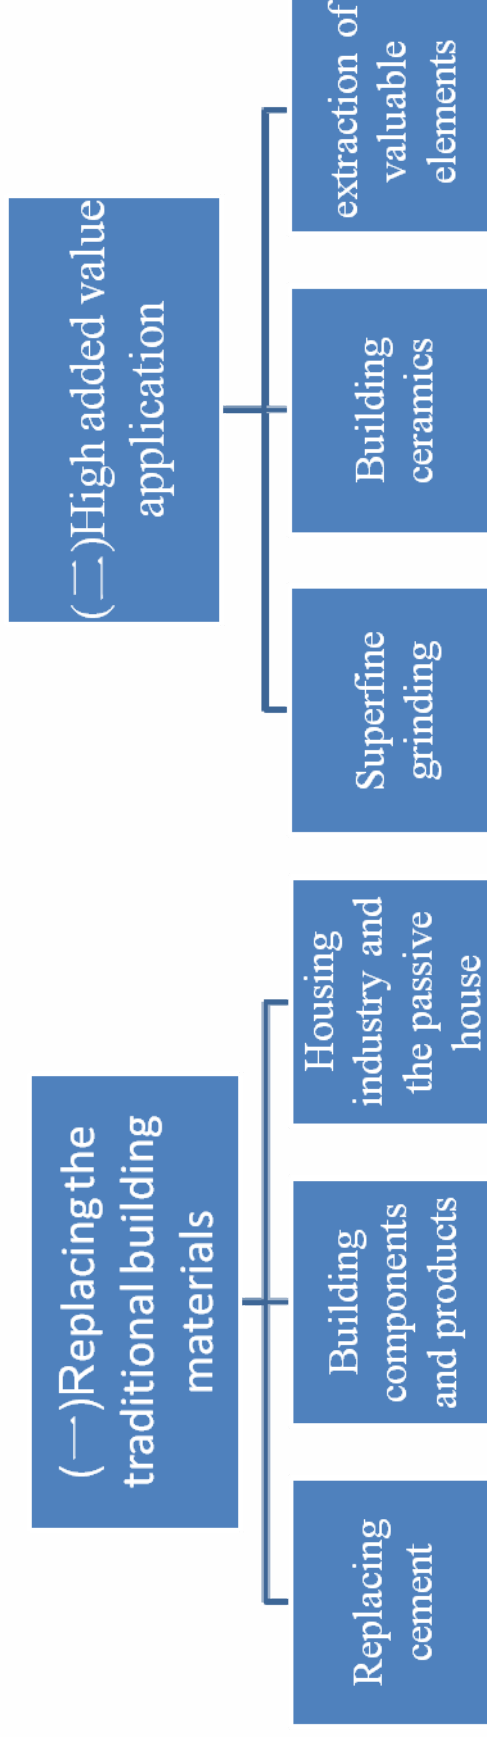 (一)Replacing the
traditional building
materials
Replacing
cement
Building
components
and products
Housing
industry and
the passive
house
(二)High added value
application
Superfine
grinding
Building
ceramics
extraction of
valuable
elements